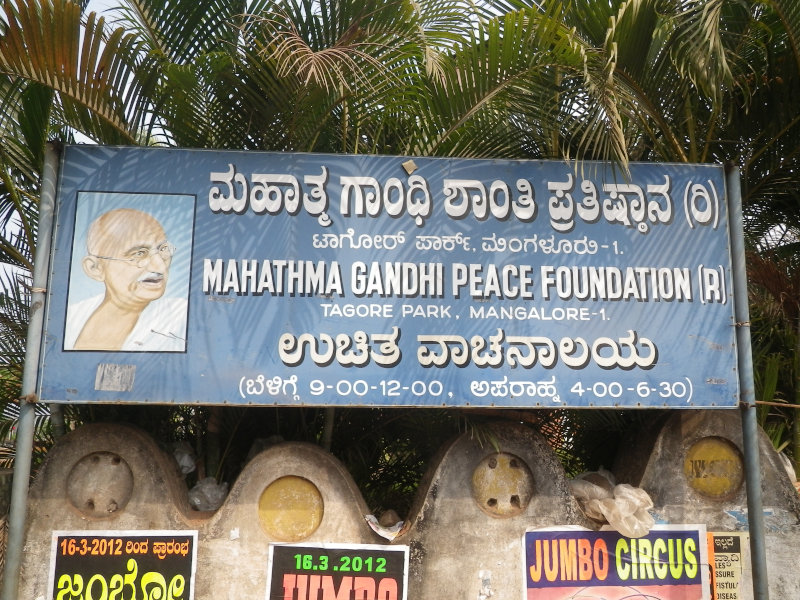 ಮಹಾತ್ಮ ಗಾಂಧಿ ಶಾಂತಿ ಪ್ರತಿಷ್ಠಾನ (ರಿ)
ಟಾಗೋರ್ ಪಾರ್ಕ್, ಮಂಗಳೂರು-1.
MAHATHMA GANDHI PEACE FOUNDATION (R)
TAGORE PARK, MANGALORE-1.
ಉಚಿತ ವಾಚನಾಲಯ
(ಬೆಳಿಗ್ಗೆ 9-00-12-00, ಅಪರಾಹ್ನ 4-00-6-30)
16-3-2012 ರಿಂದ ಪ್ರಾರಂಭ
ಜಂಬೋ
16.3.2012
JUMBO
JUMBO CIRCUS